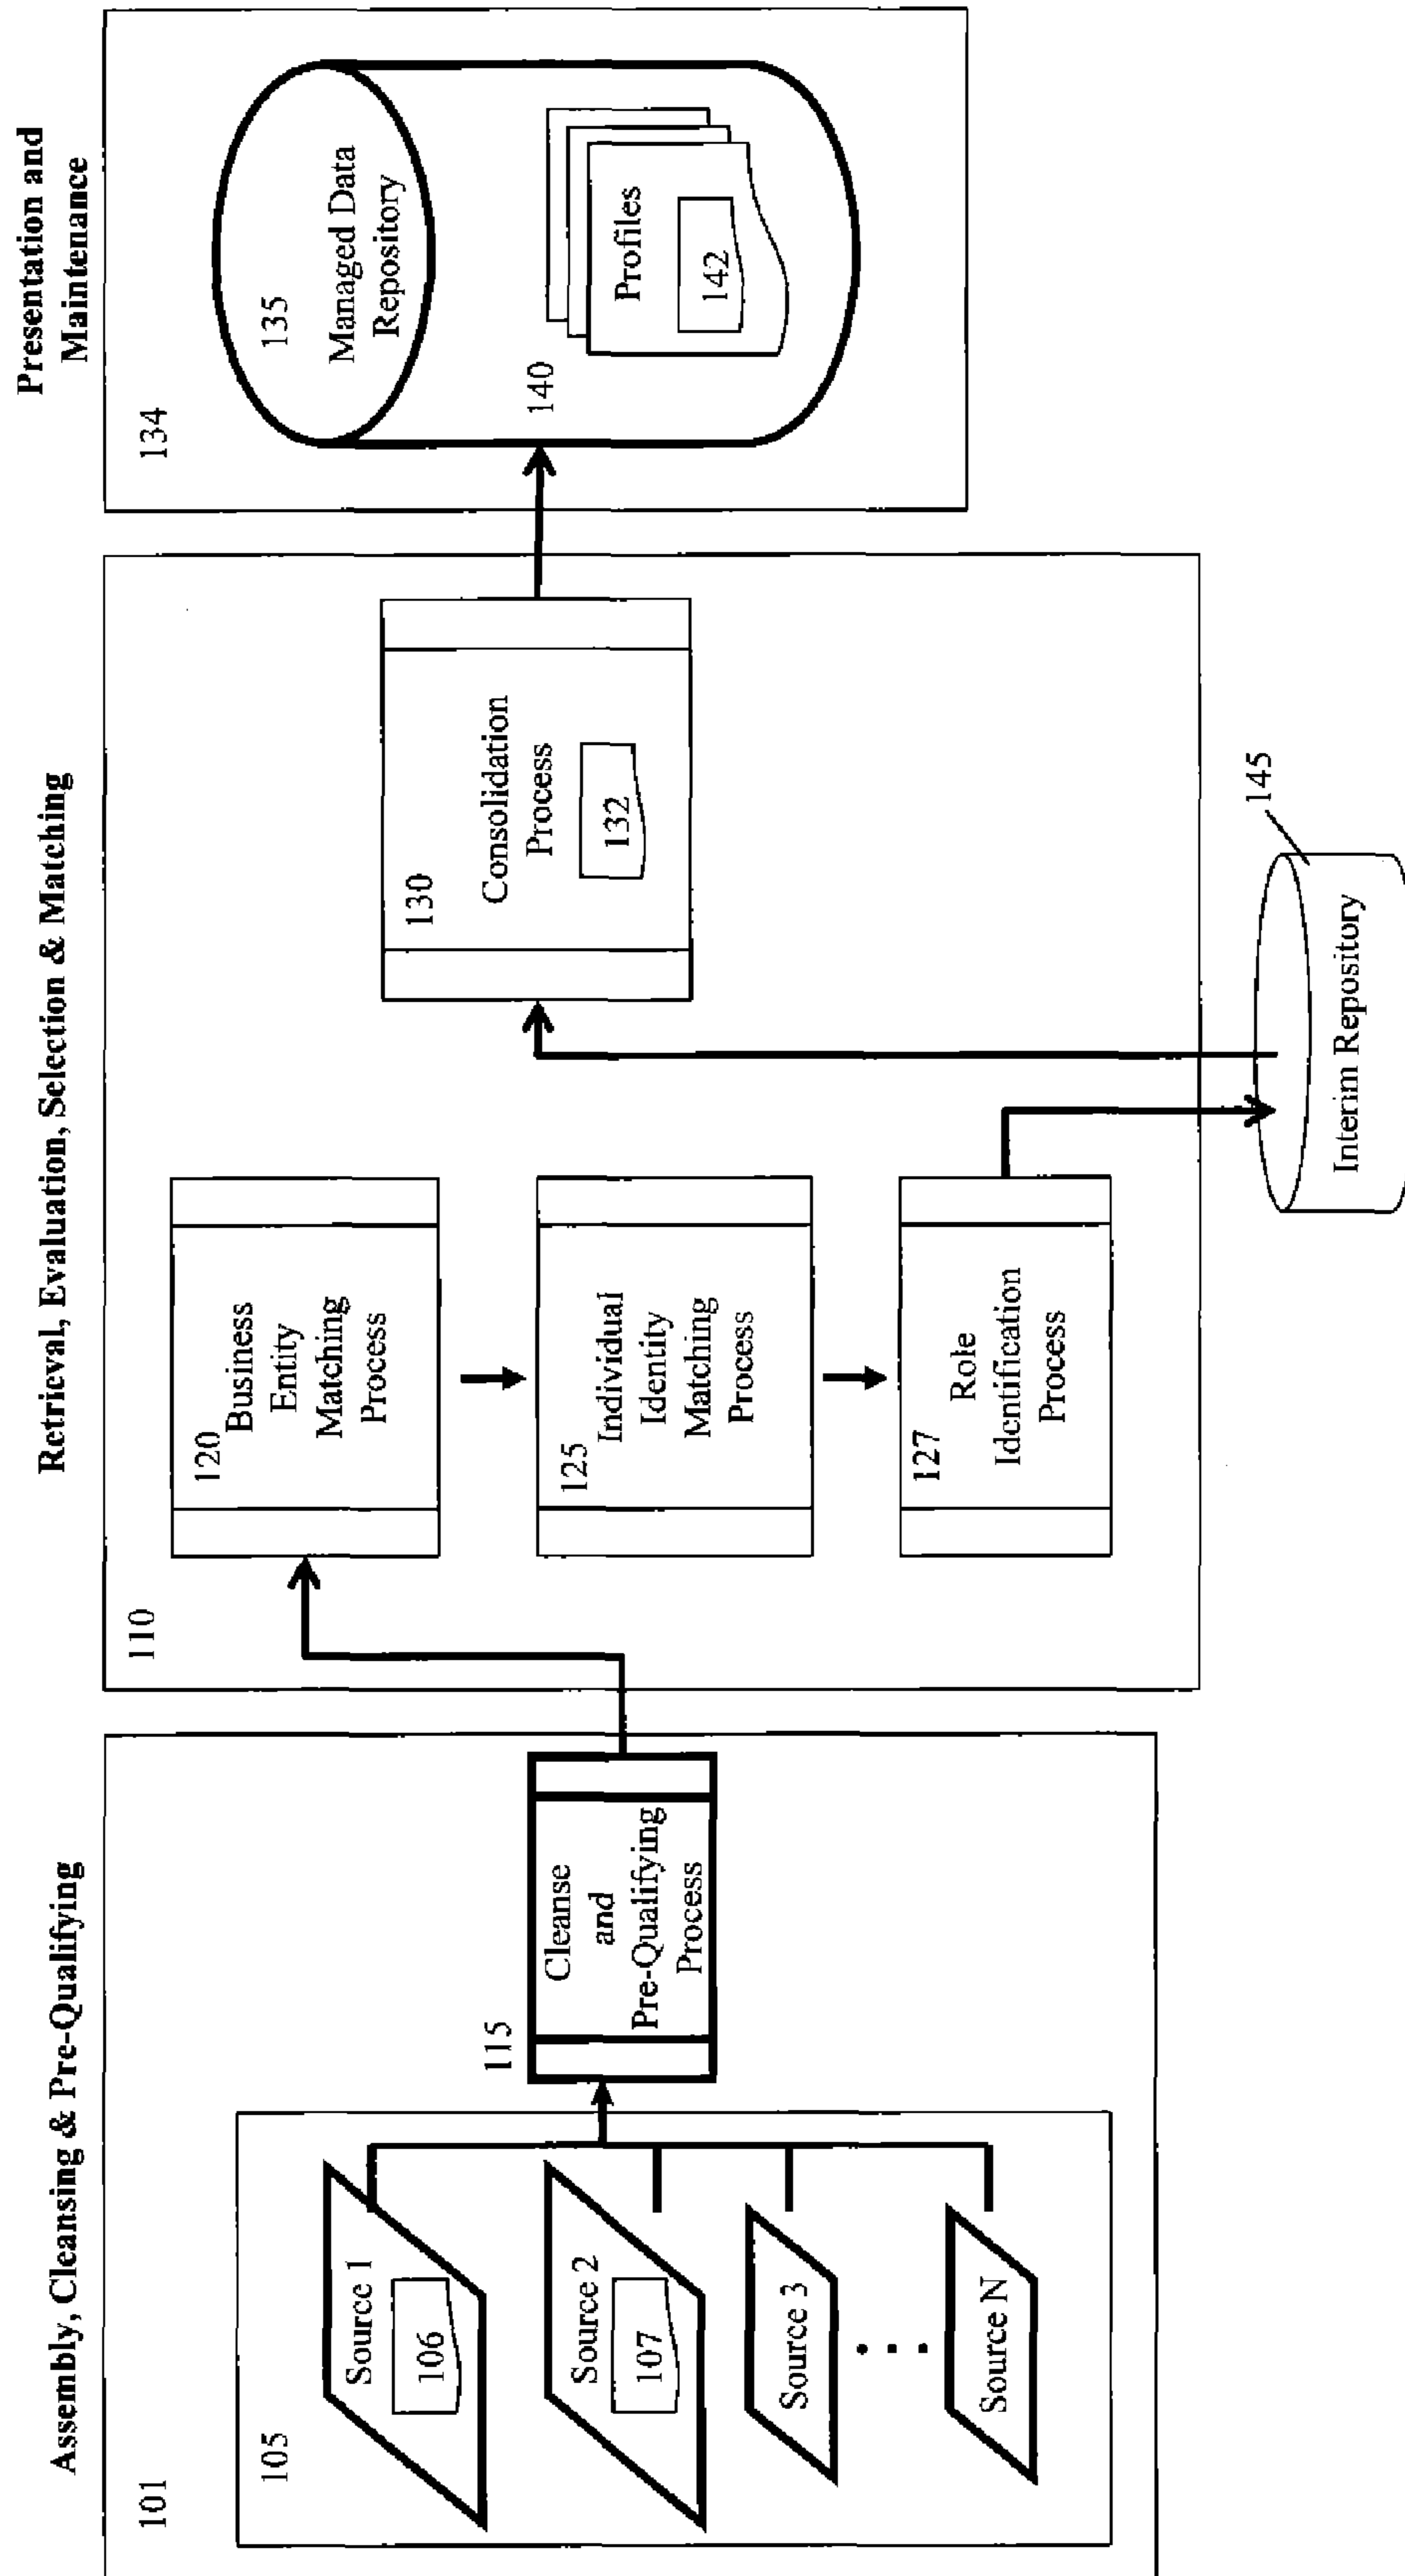 Assembly, Cleansing & Pre-Qualifying
101
105
Source 1
106
Source 2
107
Source 3
Source N
115
Cleanse
and
Pre-Qualifying
Process
Retrieval, Evaluation, Selection & Matching
110
120
Business
Entity
Matching
Process
125
Individual
Identity
Matching
Process
127
Role
Identification
Process
130
Consolidation
Process
132
145
Interim Repository
Presentation and
Maintenance
134
135
Managed Data
Repository
140
Profiles
142